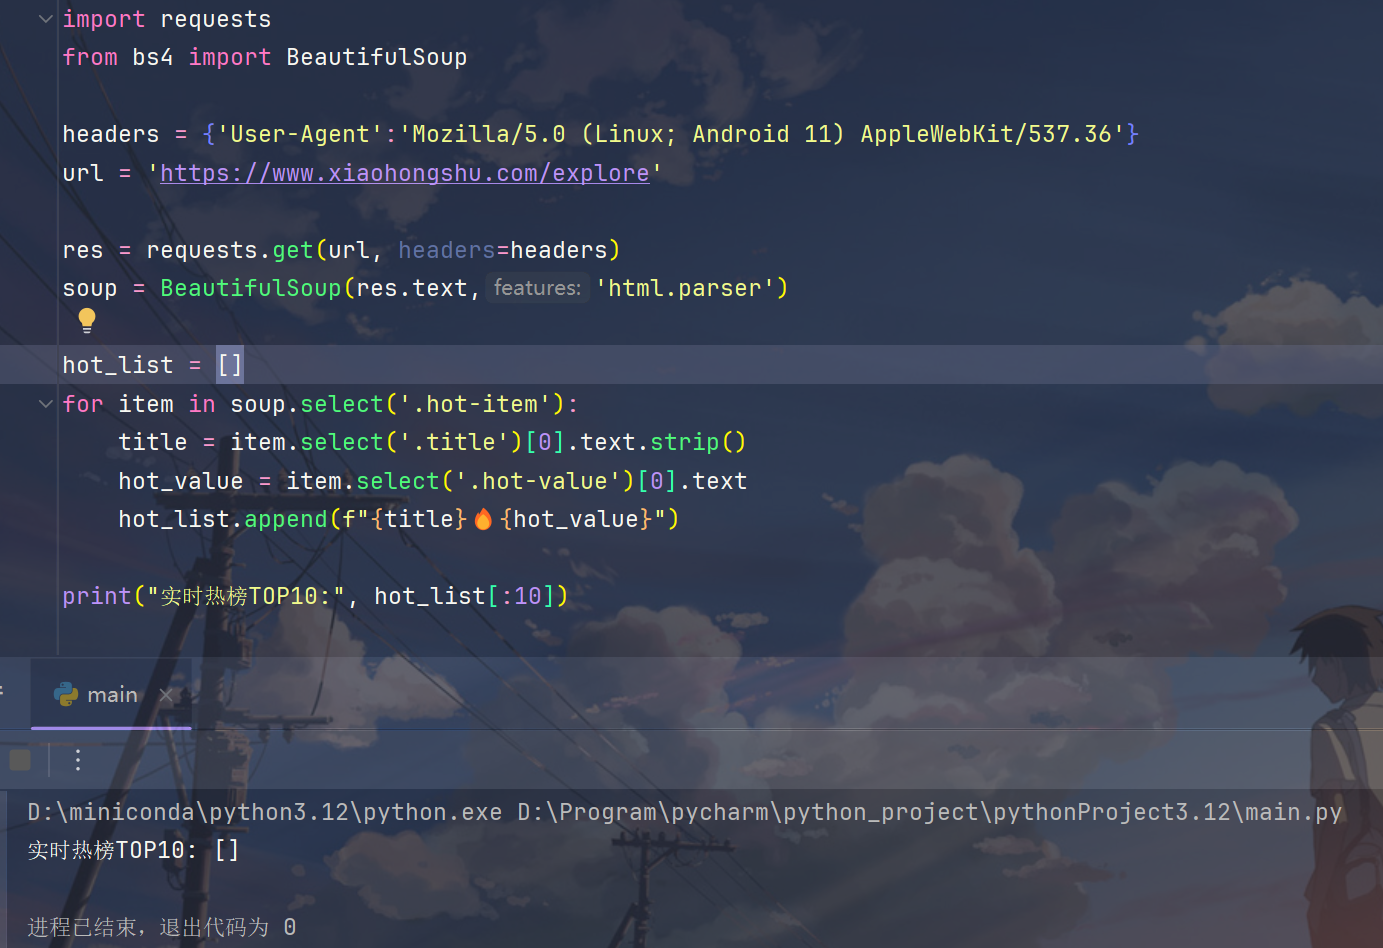 import requests
from bs4 import BeautifulSoup
headers = {'User-Agent':'Mozilla/5.0 (Linux; Android 11) AppleWebKit/537.36'}
url = 'https://www.xiaohongshu.com/explore'
res = requests.get(url, headers=headers)
soup = BeautifulSoup(res.text, features: 'html.parser')
hot_list = []
for item in soup.select('.hot-item'):
    title = item.select('.title')[0].text.strip()
    hot_value = item.select('.hot-value')[0].text
    hot_list.append(f"{title}🔥{hot_value}")
print("实时热榜TOP10:", hot_list[:10])
main
D:\miniconda\python3.12\python.exe D:\Program\pycharm\python_project\pythonProject3.12\main.py
实时热榜TOP10: []
进程已结束，退出代码为 0